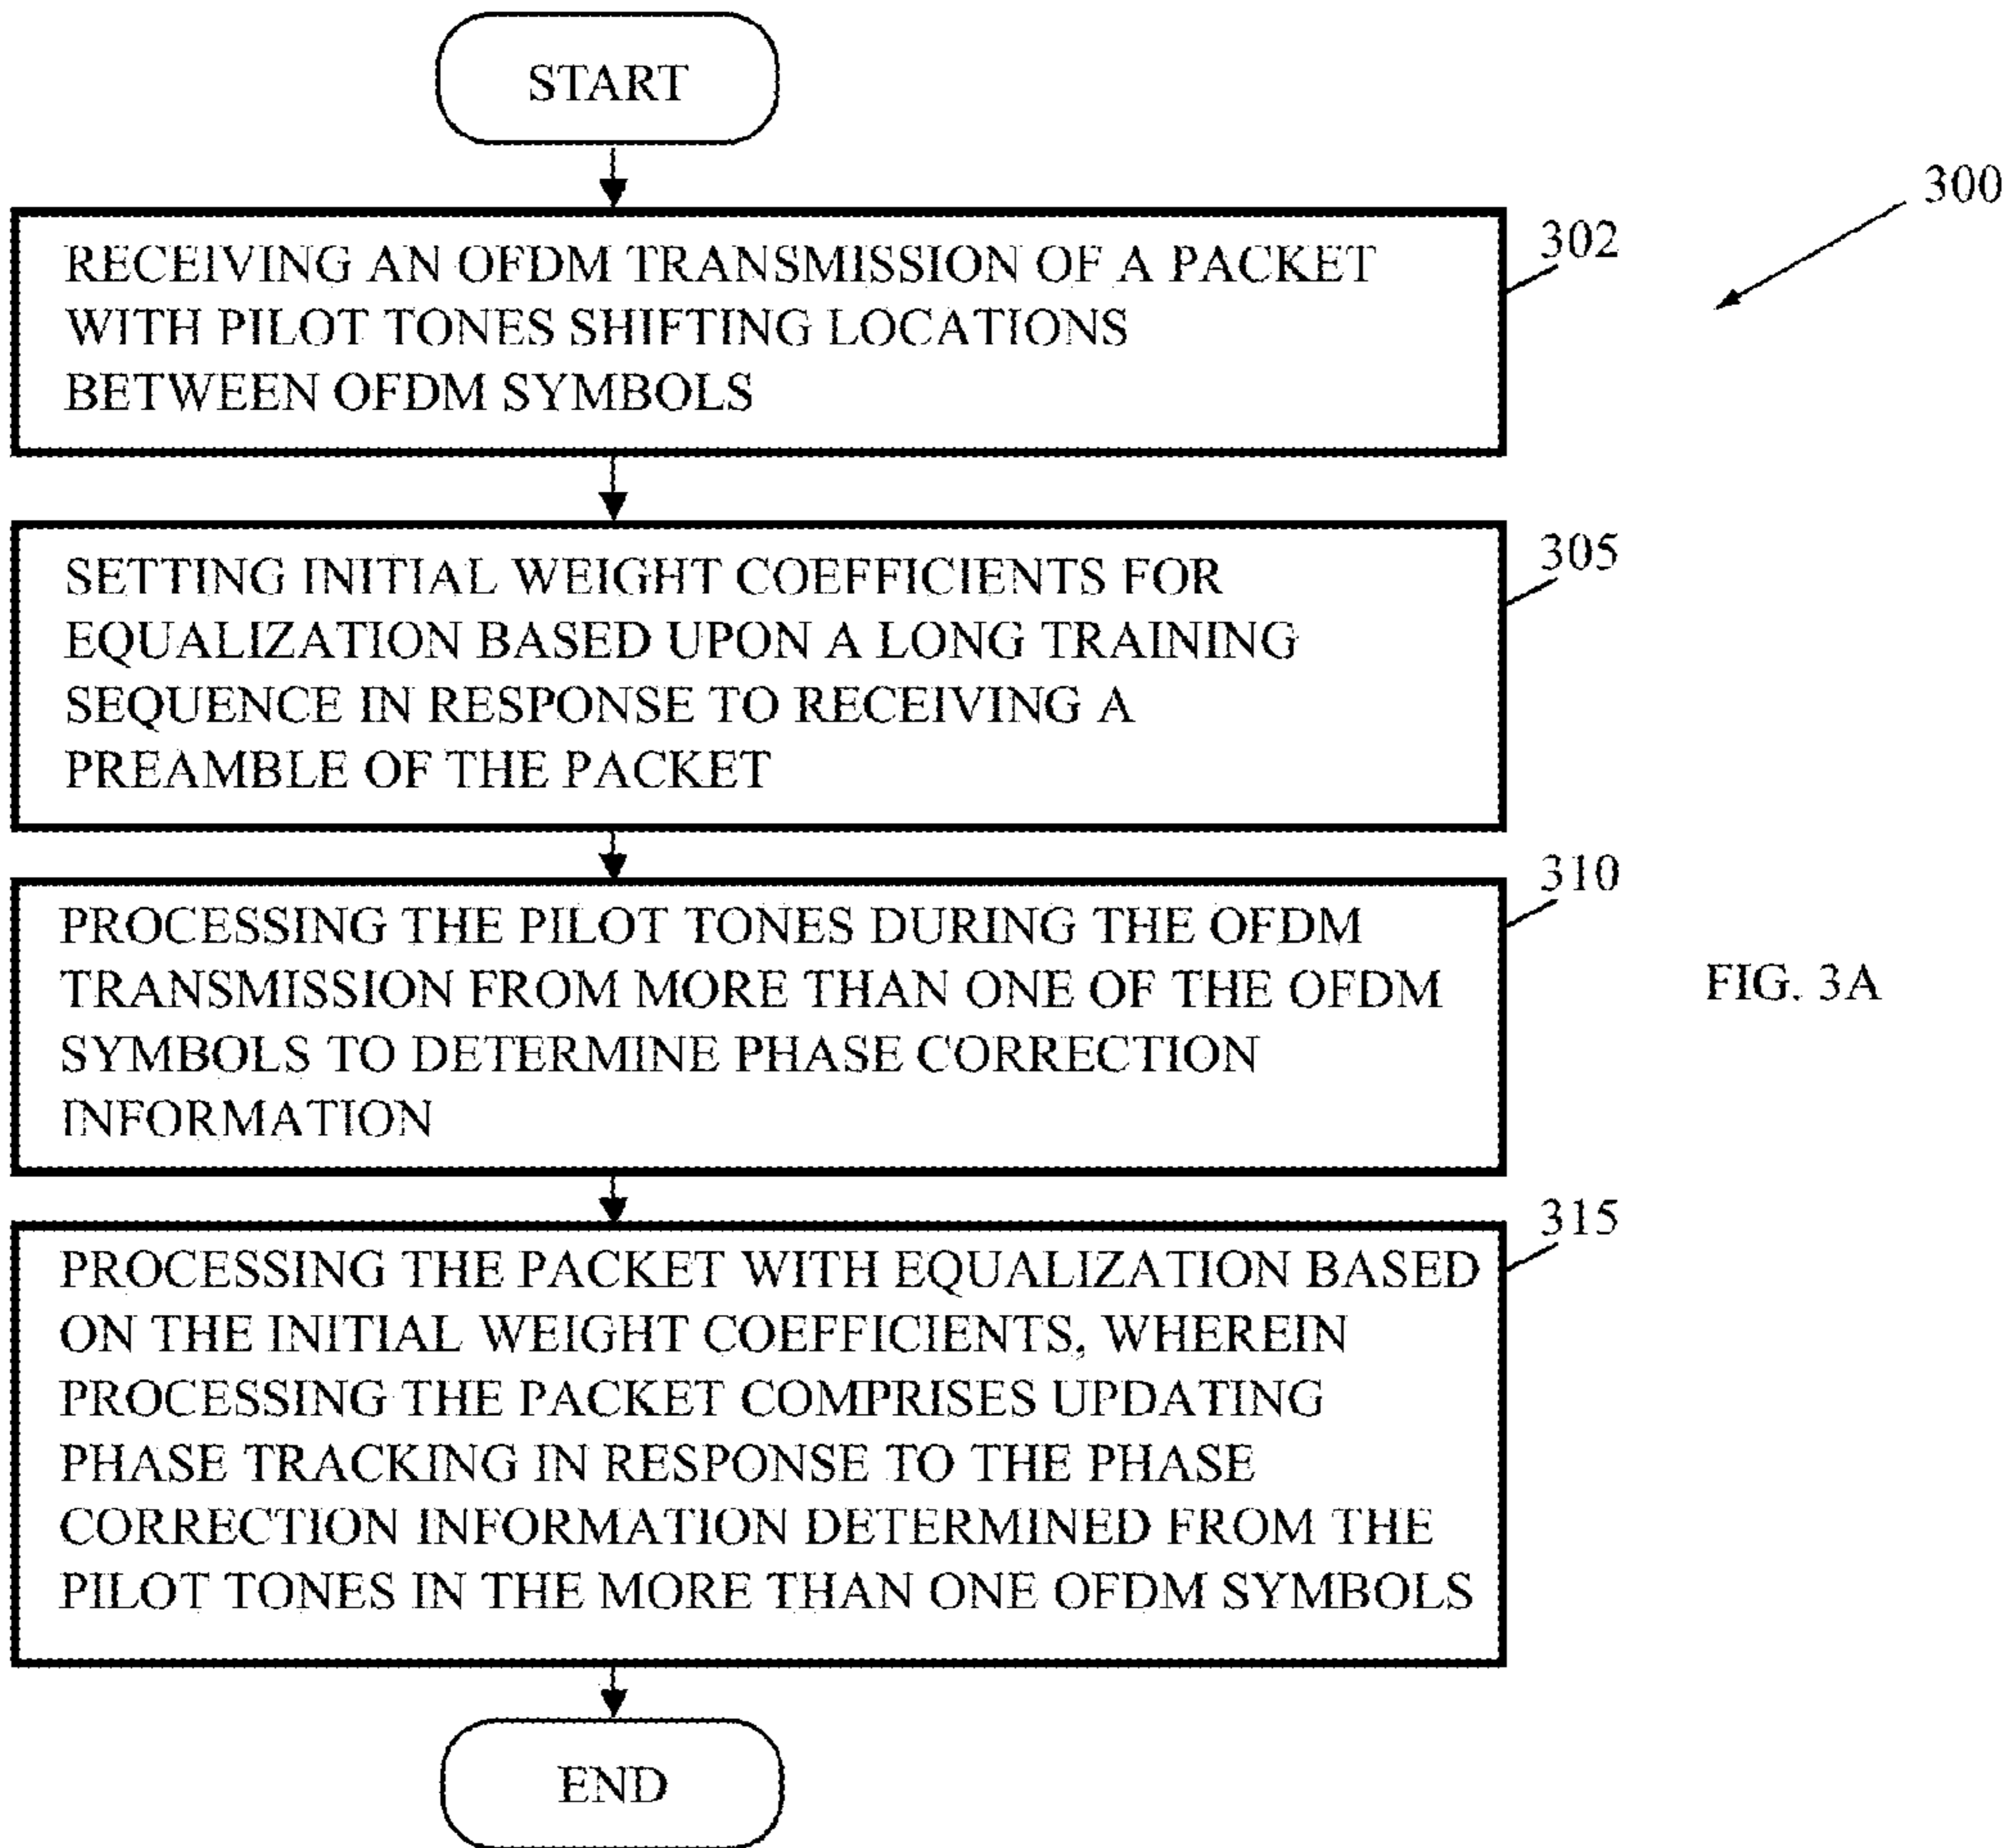 START
300
302
RECEIVING AN OFDM TRANSMISSION OF A PACKET
WITH PILOT TONES SHIFTING LOCATIONS
BETWEEN OFDM SYMBOLS
305
SETTING INITIAL WEIGHT COEFFICIENTS FOR
EQUALIZATION BASED UPON A LONG TRAINING
SEQUENCE IN RESPONSE TO RECEIVING A
PREAMBLE OF THE PACKET
310
PROCESSING THE PILOT TONES DURING THE OFDM
TRANSMISSION FROM MORE THAN ONE OF THE OFDM
SYMBOLS TO DETERMINE PHASE CORRECTION
INFORMATION
FIG. 3A
315
PROCESSING THE PACKET WITH EQUALIZATION BASED
ON THE INITIAL WEIGHT COEFFICIENTS, WHEREIN
PROCESSING THE PACKET COMPRISES UPDATING
PHASE TRACKING IN RESPONSE TO THE PHASE
CORRECTION INFORMATION DETERMINED FROM THE
PILOT TONES IN THE MORE THAN ONE OFDM SYMBOLS
END